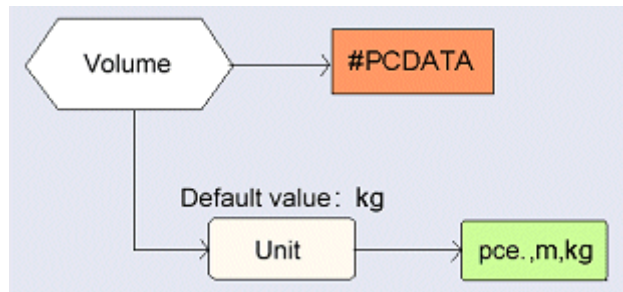 Volume
#PCDATA
Default value: kg
Unit
pce.,m,kg